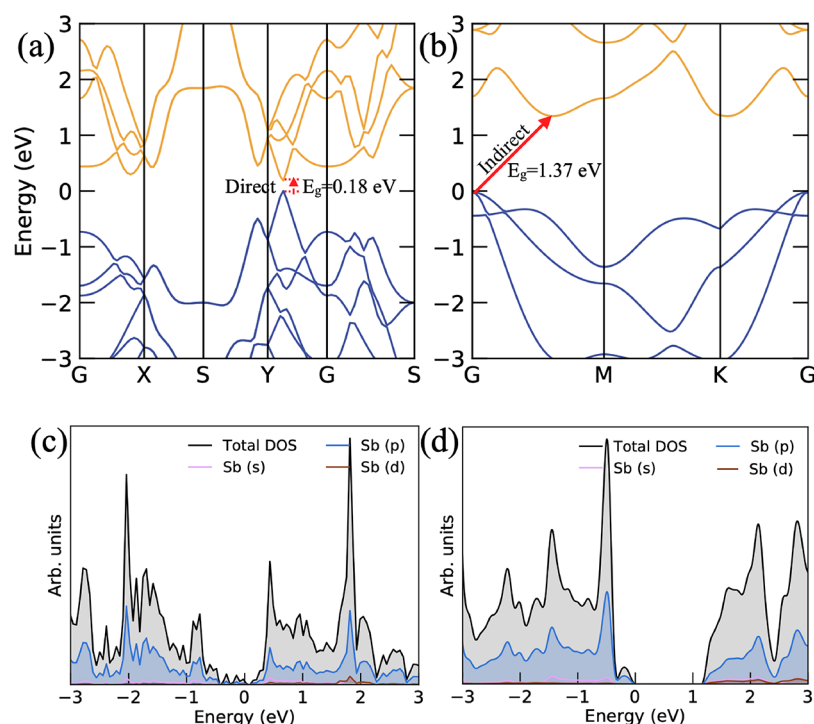 (a)
(b)
3
2
1
0
−1
−2
−3
Energy (eV)
Direct
Eg=0.18 eV
G X S Y G S
3
2
1
0
−1
−2
−3
Energy (eV)
Indirect
Eg=1.37 eV
G M K G
(c)
Total DOS
Sb (s)
Sb (p)
Sb (d)
Arb. units
−3 −2 −1 0 1 2 3
Energy (eV)
(d)
Total DOS
Sb (s)
Sb (p)
Sb (d)
Arb. units
−3 −2 −1 0 1 2 3
Energy (eV)